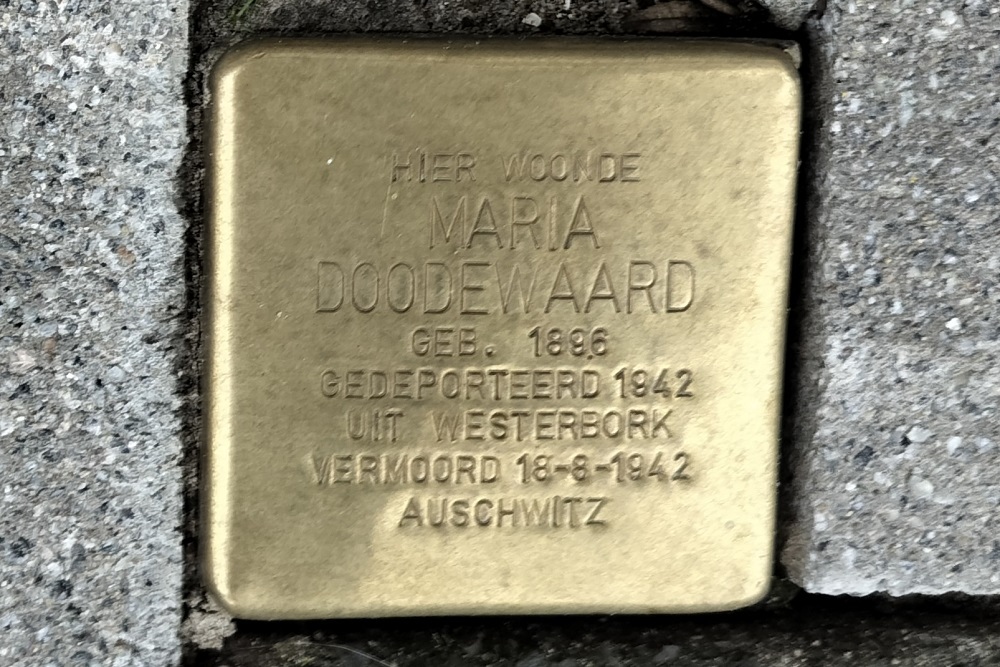 HIER WOONDE
MARIA
DOODEWAARD
GEB. 1896
GEDEPORTEERD 1942
UIT WESTERBORK
VERMOORD 18-8-1942
AUSCHWITZ